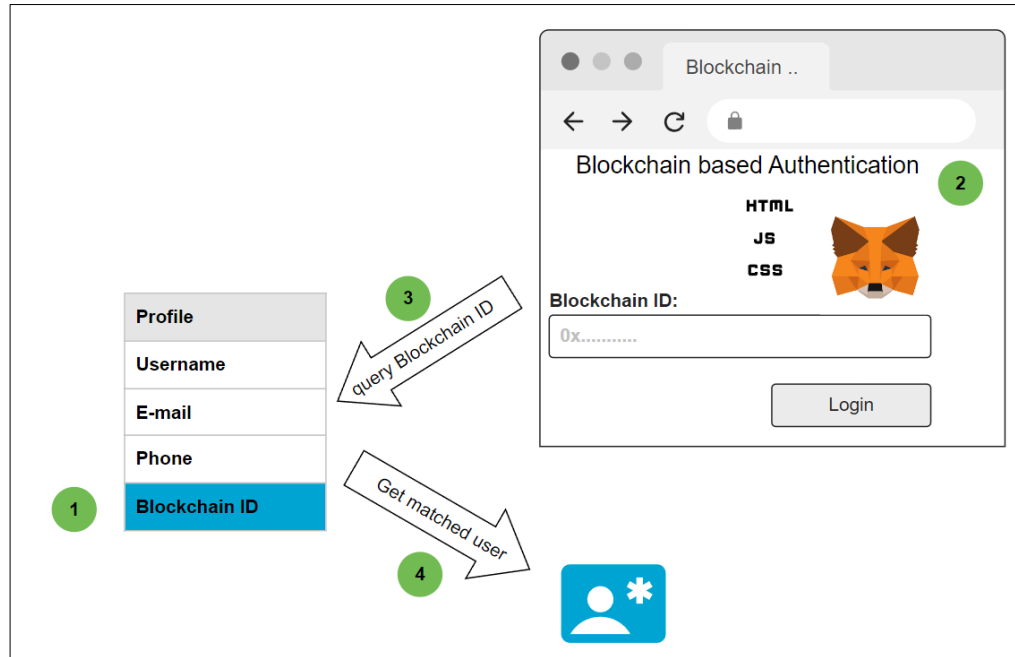 Blockchain ..
Blockchain based Authentication
2
HTML
JS
CSS
Blockchain ID:
0x...........
Login
3
query Blockchain ID
Profile
Username
E-mail
Phone
1
Blockchain ID
Get matched user
4